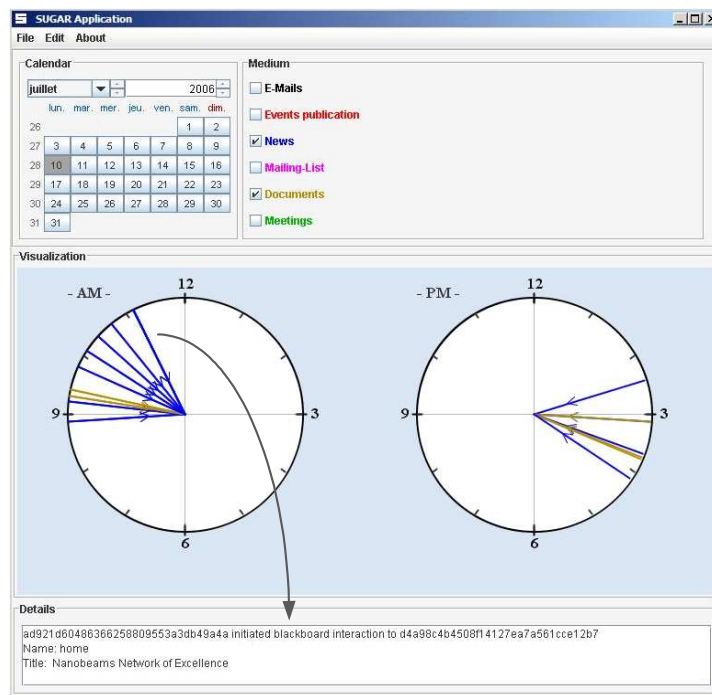 SUGAR Application
File Edit About
Calendar
juillet 2006
lun. mar. mer. jeu. ven. sam. dim.
26 1 2
27 3 4 5 6 7 8 9
28 10 11 12 13 14 15 16
29 17 18 19 20 21 22 23
30 24 25 26 27 28 29 30
31 31
Medium
E-Mails
Events publication
News
Mailing-List
Documents
Meetings
Visualization
- AM -
12
3
6
9
- PM -
12
3
6
9
Details
ad921d60486366258809553a3db49a4a initiated blackboard interaction to d4a98c4b4508f14127ea7a561cce12b7
Name: home
Title: Nanobeams Network of Excellence